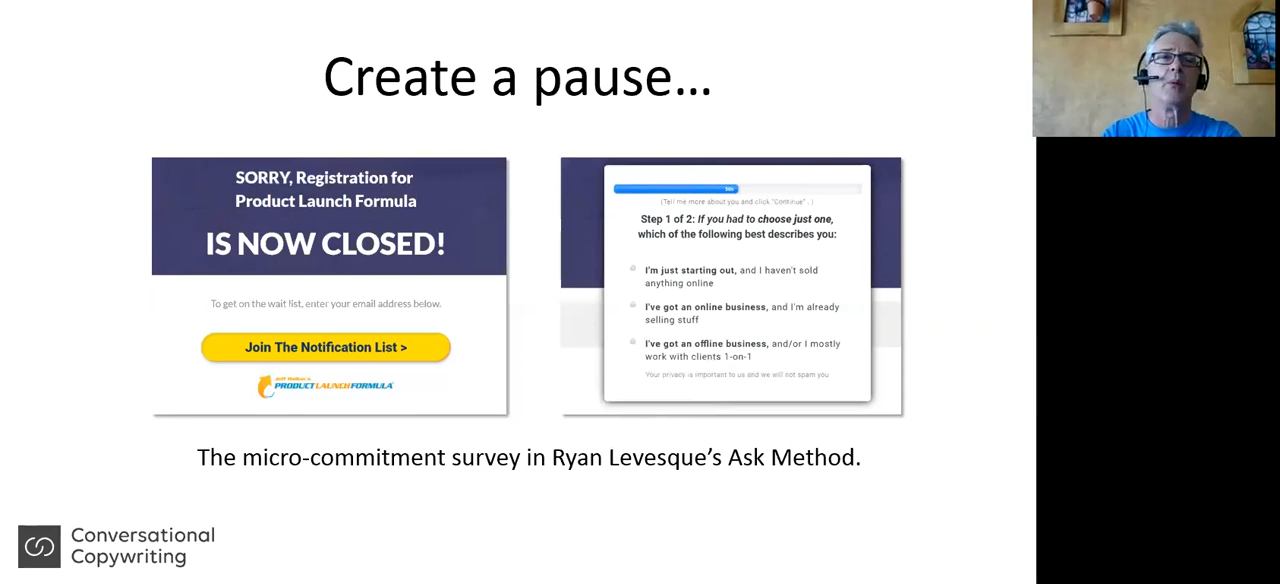 Create a pause...
SORRY, Registration for
Product Launch Formula
IS NOW CLOSED!
To get on the wait list, enter your email address below.
Join The Notification List >
Jeff Walker's
PRODUCT LAUNCH FORMULA
(Tell me more about you and click "Continue" . )
Step 1 of 2: If you had to choose just one,
which of the following best describes you:
I'm just starting out, and I haven't sold
anything online
I've got an online business, and I'm already
selling stuff
I've got an offline business, and/or I mostly
work with clients 1-on-1
Your privacy is important to us and we will not spam you
The micro-commitment survey in Ryan Levesque's Ask Method.
Conversational
Copywriting